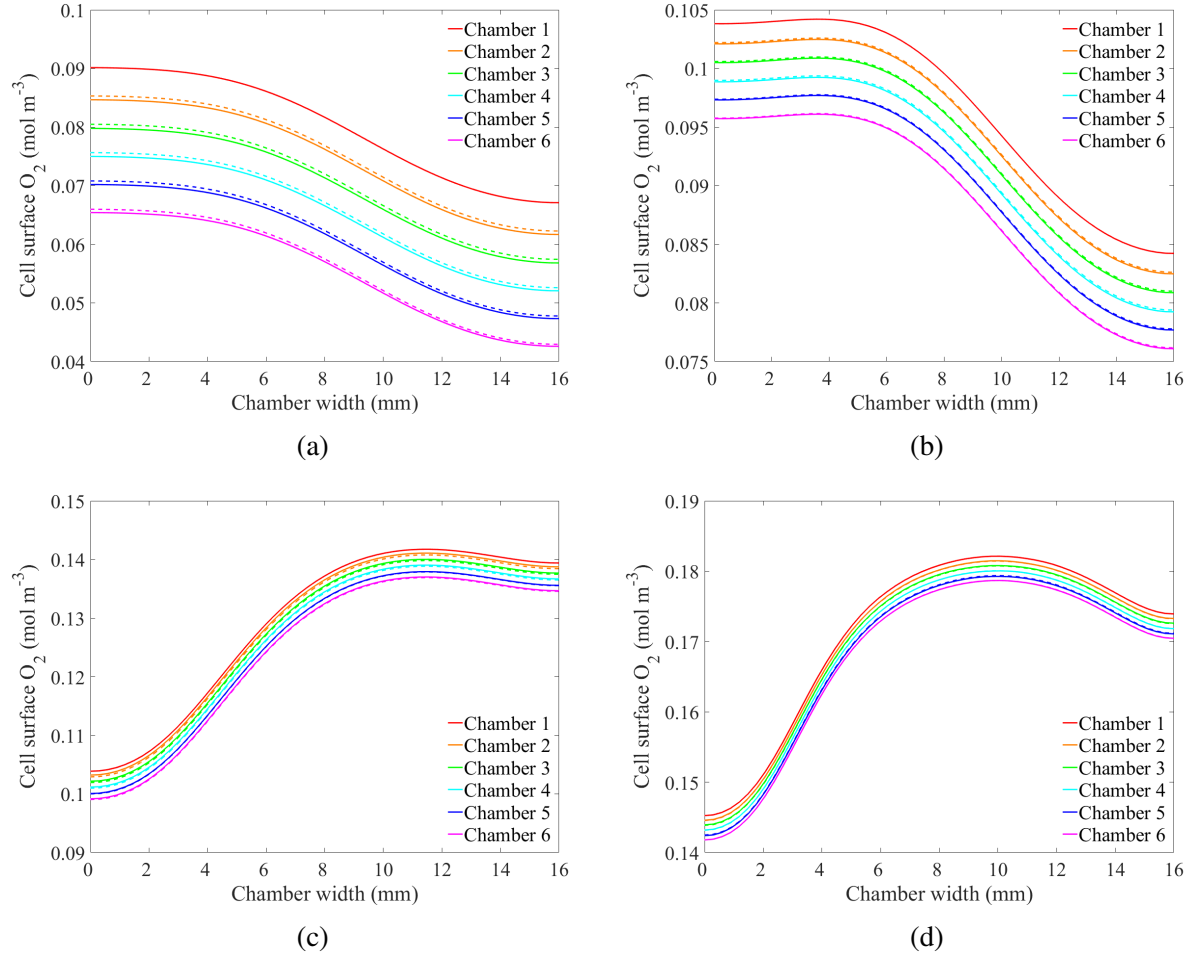 0.1
0.09
0.08
0.07
0.06
0.05
0.04
Cell surface O2 (mol m-3)
0 2 4 6 8 10 12 14 16
Chamber width (mm)
Chamber 1
Chamber 2
Chamber 3
Chamber 4
Chamber 5
Chamber 6
(a)
0.105
0.1
0.095
0.09
0.085
0.08
0.075
Cell surface O2 (mol m-3)
0 2 4 6 8 10 12 14 16
Chamber width (mm)
Chamber 1
Chamber 2
Chamber 3
Chamber 4
Chamber 5
Chamber 6
(b)
0.15
0.14
0.13
0.12
0.11
0.1
0.09
Cell surface O2 (mol m-3)
0 2 4 6 8 10 12 14 16
Chamber width (mm)
Chamber 1
Chamber 2
Chamber 3
Chamber 4
Chamber 5
Chamber 6
(c)
0.19
0.18
0.17
0.16
0.15
0.14
Cell surface O2 (mol m-3)
0 2 4 6 8 10 12 14 16
Chamber width (mm)
Chamber 1
Chamber 2
Chamber 3
Chamber 4
Chamber 5
Chamber 6
(d)